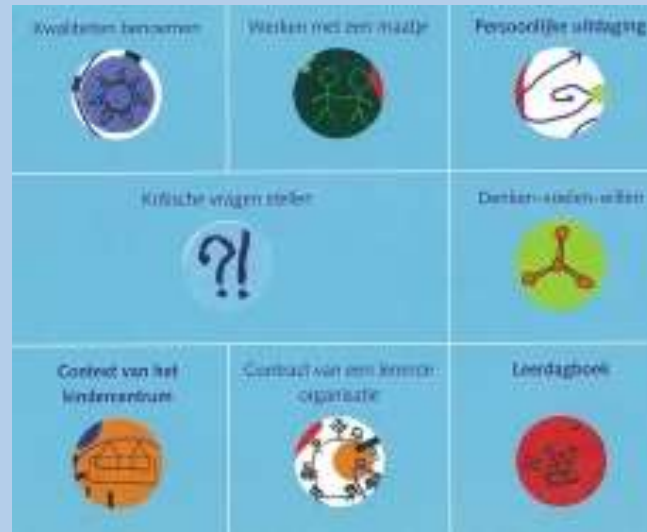 Kwaliteiten benoemen
Werken met een maatje
Persoonlijke uitdaging
Kritische vragen stellen
?!
Denken-voelen-willen
Context van het
kindercentrum
Contract van een lerende
organisatie
Leerdagboek